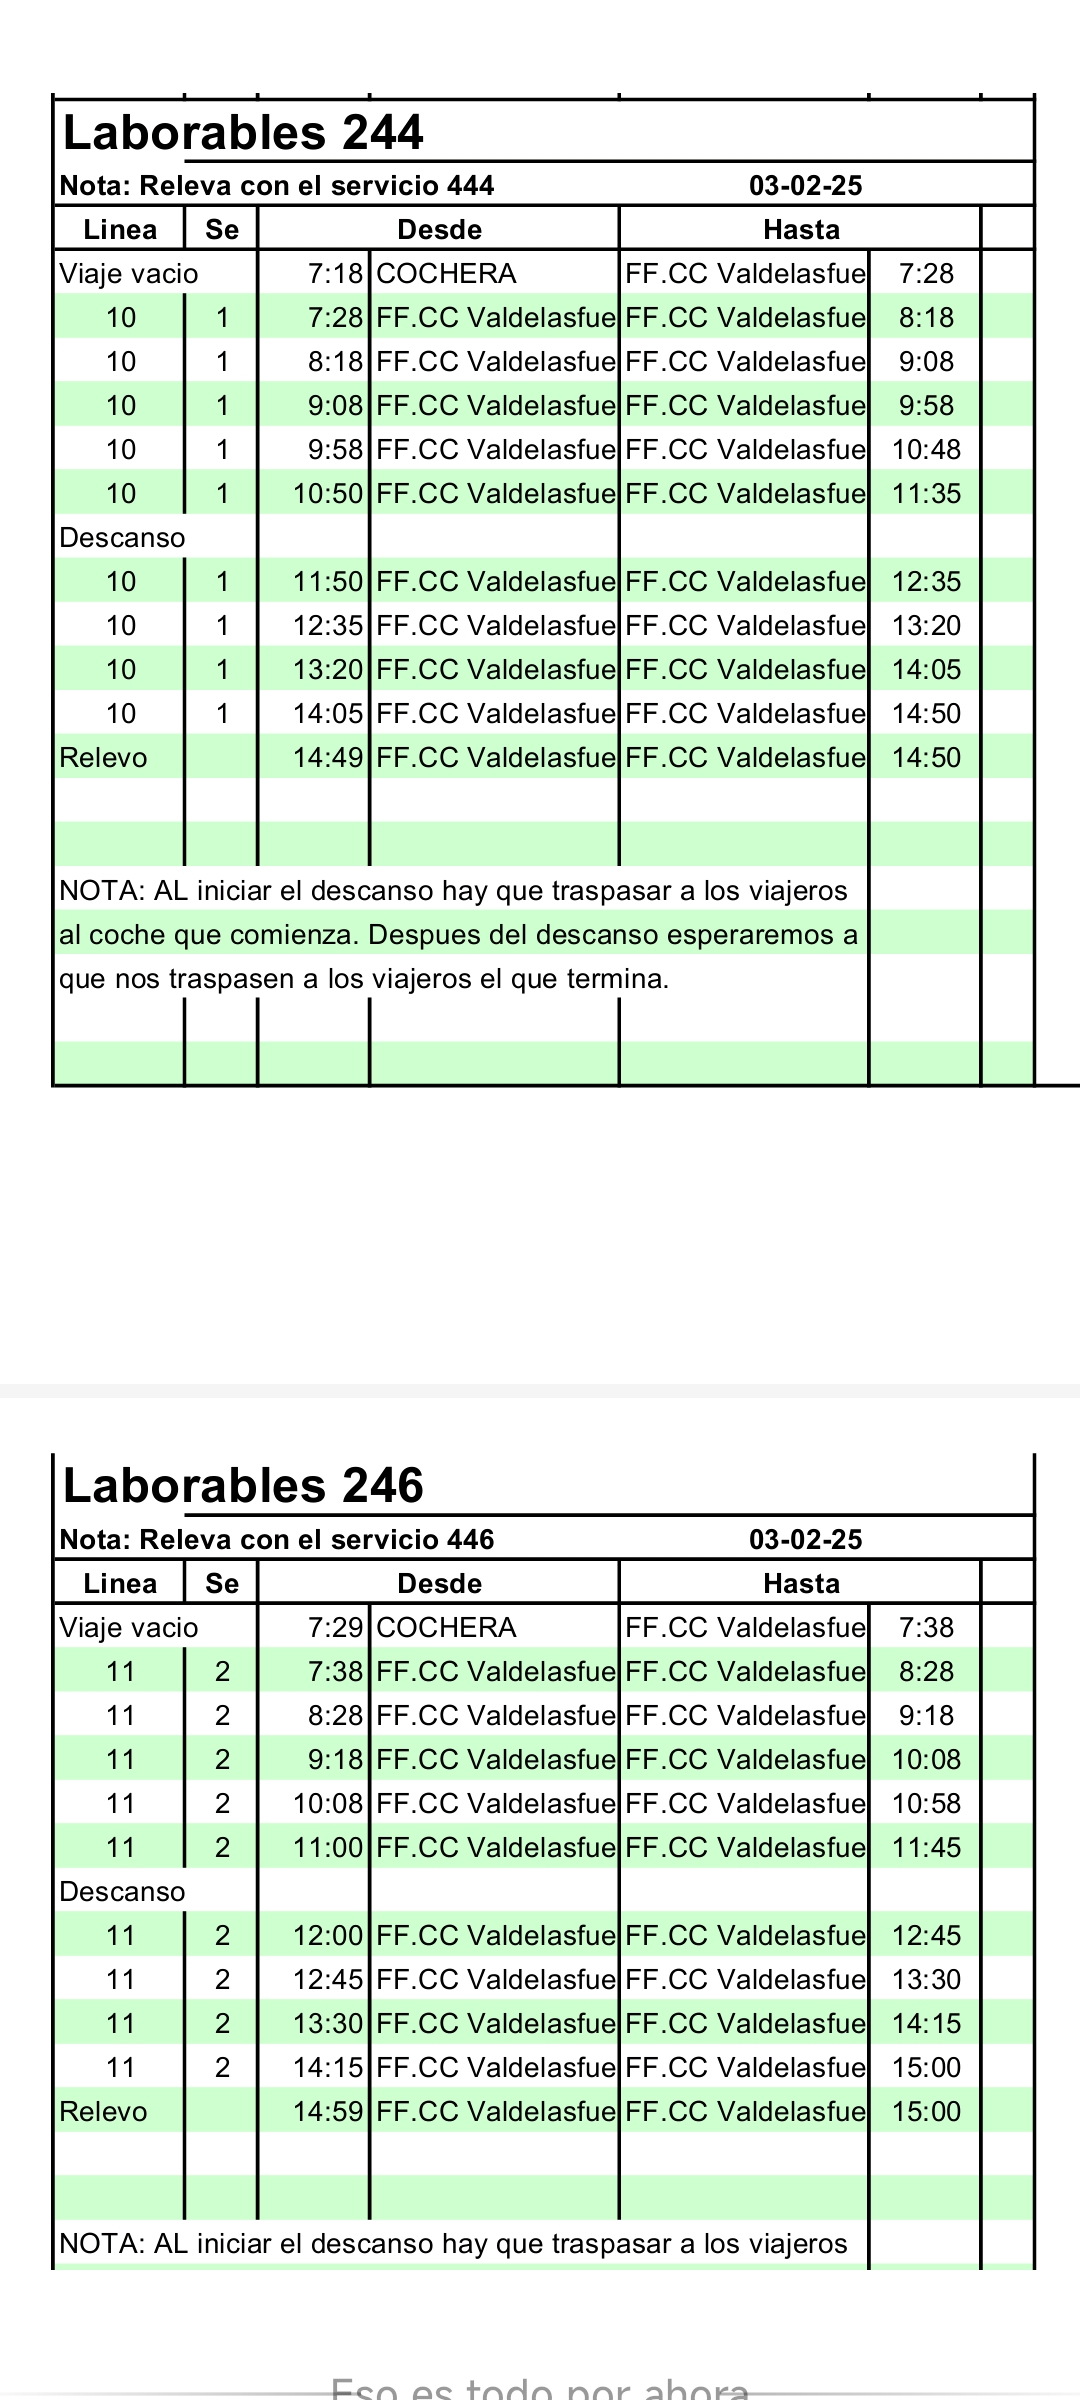 Laborables 244
Nota: Releva con el servicio 444 03-02-25
Linea Se Desde Hasta
Viaje vacio 7:18 COCHERA FF.CC Valdelasfue 7:28
10 1 7:28 FF.CC Valdelasfue FF.CC Valdelasfue 8:18
10 1 8:18 FF.CC Valdelasfue FF.CC Valdelasfue 9:08
10 1 9:08 FF.CC Valdelasfue FF.CC Valdelasfue 9:58
10 1 9:58 FF.CC Valdelasfue FF.CC Valdelasfue 10:48
10 1 10:50 FF.CC Valdelasfue FF.CC Valdelasfue 11:35
Descanso
10 1 11:50 FF.CC Valdelasfue FF.CC Valdelasfue 12:35
10 1 12:35 FF.CC Valdelasfue FF.CC Valdelasfue 13:20
10 1 13:20 FF.CC Valdelasfue FF.CC Valdelasfue 14:05
10 1 14:05 FF.CC Valdelasfue FF.CC Valdelasfue 14:50
Relevo 14:49 FF.CC Valdelasfue FF.CC Valdelasfue 14:50
NOTA: AL iniciar el descanso hay que traspasar a los viajeros
al coche que comienza. Despues del descanso esperaremos a
que nos traspasen a los viajeros el que termina.
Laborables 246
Nota: Releva con el servicio 446 03-02-25
Linea Se Desde Hasta
Viaje vacio 7:29 COCHERA FF.CC Valdelasfue 7:38
11 2 7:38 FF.CC Valdelasfue FF.CC Valdelasfue 8:28
11 2 8:28 FF.CC Valdelasfue FF.CC Valdelasfue 9:18
11 2 9:18 FF.CC Valdelasfue FF.CC Valdelasfue 10:08
11 2 10:08 FF.CC Valdelasfue FF.CC Valdelasfue 10:58
11 2 11:00 FF.CC Valdelasfue FF.CC Valdelasfue 11:45
Descanso
11 2 12:00 FF.CC Valdelasfue FF.CC Valdelasfue 12:45
11 2 12:45 FF.CC Valdelasfue FF.CC Valdelasfue 13:30
11 2 13:30 FF.CC Valdelasfue FF.CC Valdelasfue 14:15
11 2 14:15 FF.CC Valdelasfue FF.CC Valdelasfue 15:00
Relevo 14:59 FF.CC Valdelasfue FF.CC Valdelasfue 15:00
NOTA: AL iniciar el descanso hay que traspasar a los viajeros
Eso es todo por ahora